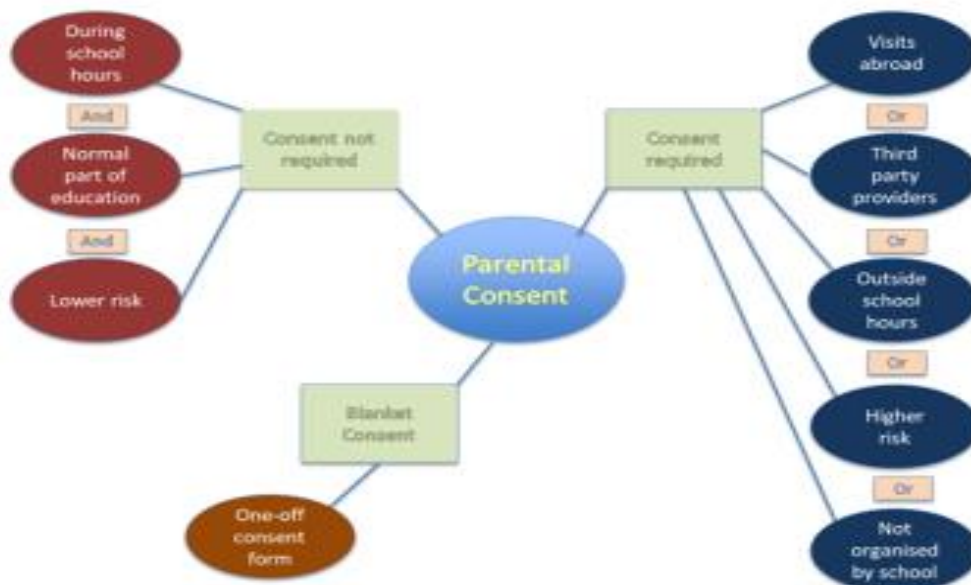 During
school
hours
And
Normal
part of
education
And
Lower risk
Consent not
required
Parental
Consent
Blanket
Consent
One-off
consent
form
Consent
required
Visits
abroad
Or
Third
party
providers
Or
Outside
school
hours
Or
Higher
risk
Or
Not
organised
by school